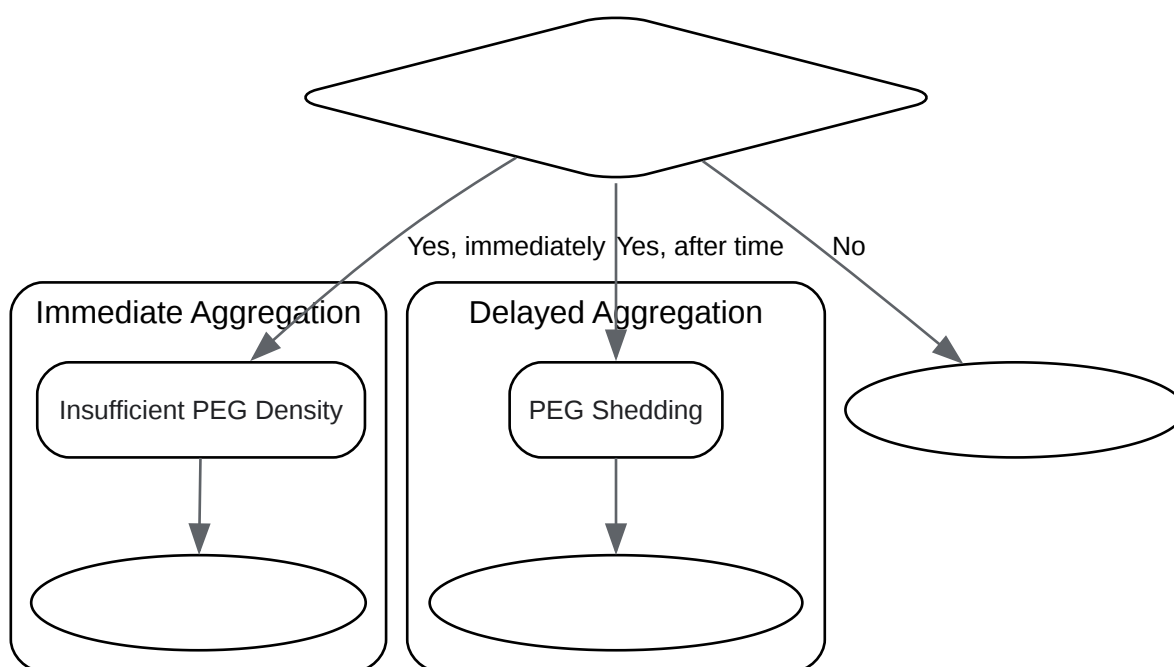 Yes, immediately
Yes, after time
No
Immediate Aggregation
Delayed Aggregation
Insufficient PEG Density
PEG Shedding